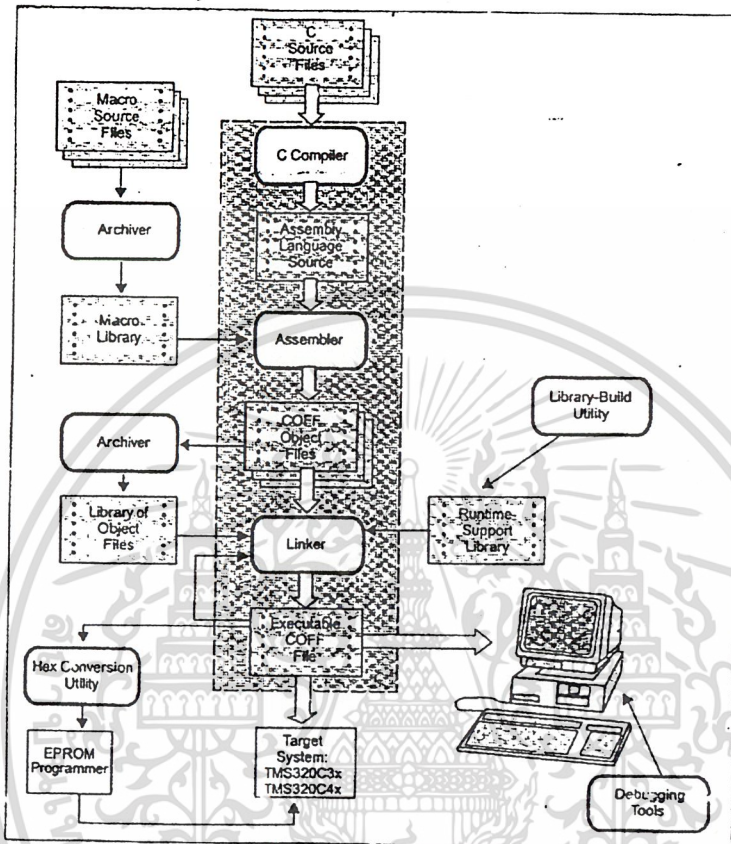 C
Source
Files
Macro
Source
Files
C Compiler
Archiver
Assembly
Language
Source
Macro
Library
Assembler
Library-Build
Utility
Archiver
COFF
Object
Files
Library of
Object
Files
Linker
Runtime-
Support
Library
Executable
COFF
File
Hex Conversion
Utility
EPROM
Programmer
Target
System:
TMS320C3x
TMS320C4x
Debugging
Tools